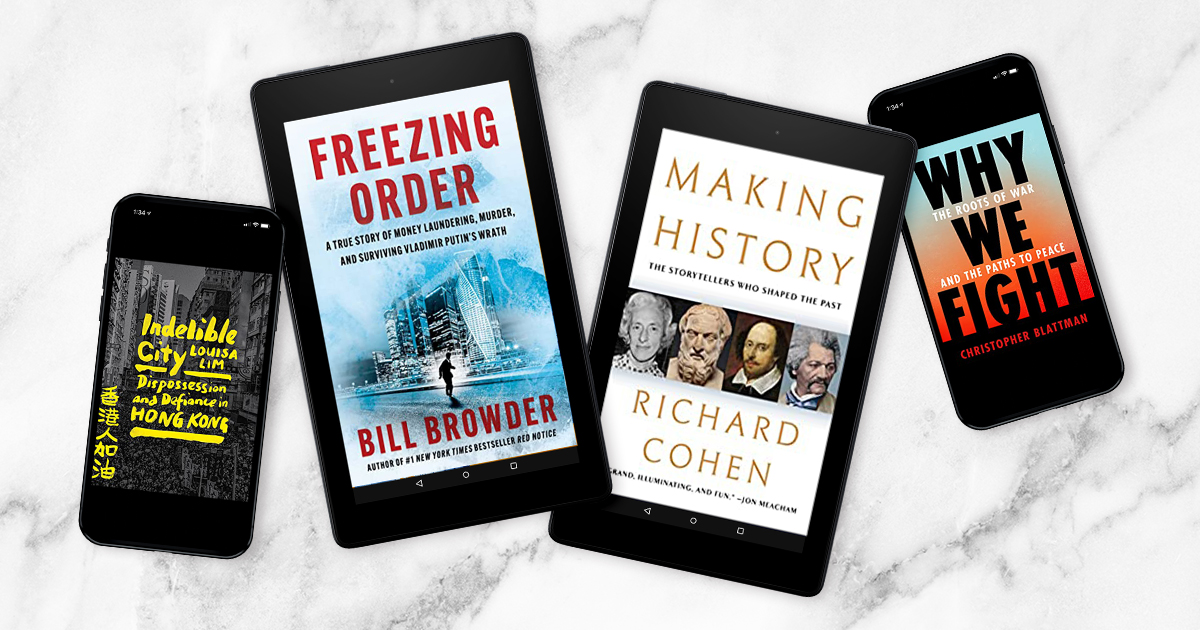 1:34
Indelible
City LOUISA
LIM
Dispossession
and Defiance in
HONG KONG
香港人加油
FREEZING
ORDER
A TRUE STORY OF MONEY LAUNDERING, MURDER,
AND SURVIVING VLADIMIR PUTIN'S WRATH
BILL BROWDER
AUTHOR OF #1 NEW YORK TIMES BESTSELLER RED NOTICE
MAKING
HISTORY
THE STORYTELLERS WHO SHAPED THE PAST
RICHARD
COHEN
GRAND, ILLUMINATING, AND FUN." —JON MEACHAM
1:34
WHY
THE ROOTS OF WAR
WE
AND THE PATHS TO PEACE
FIGHT
CHRISTOPHER BLATTMAN